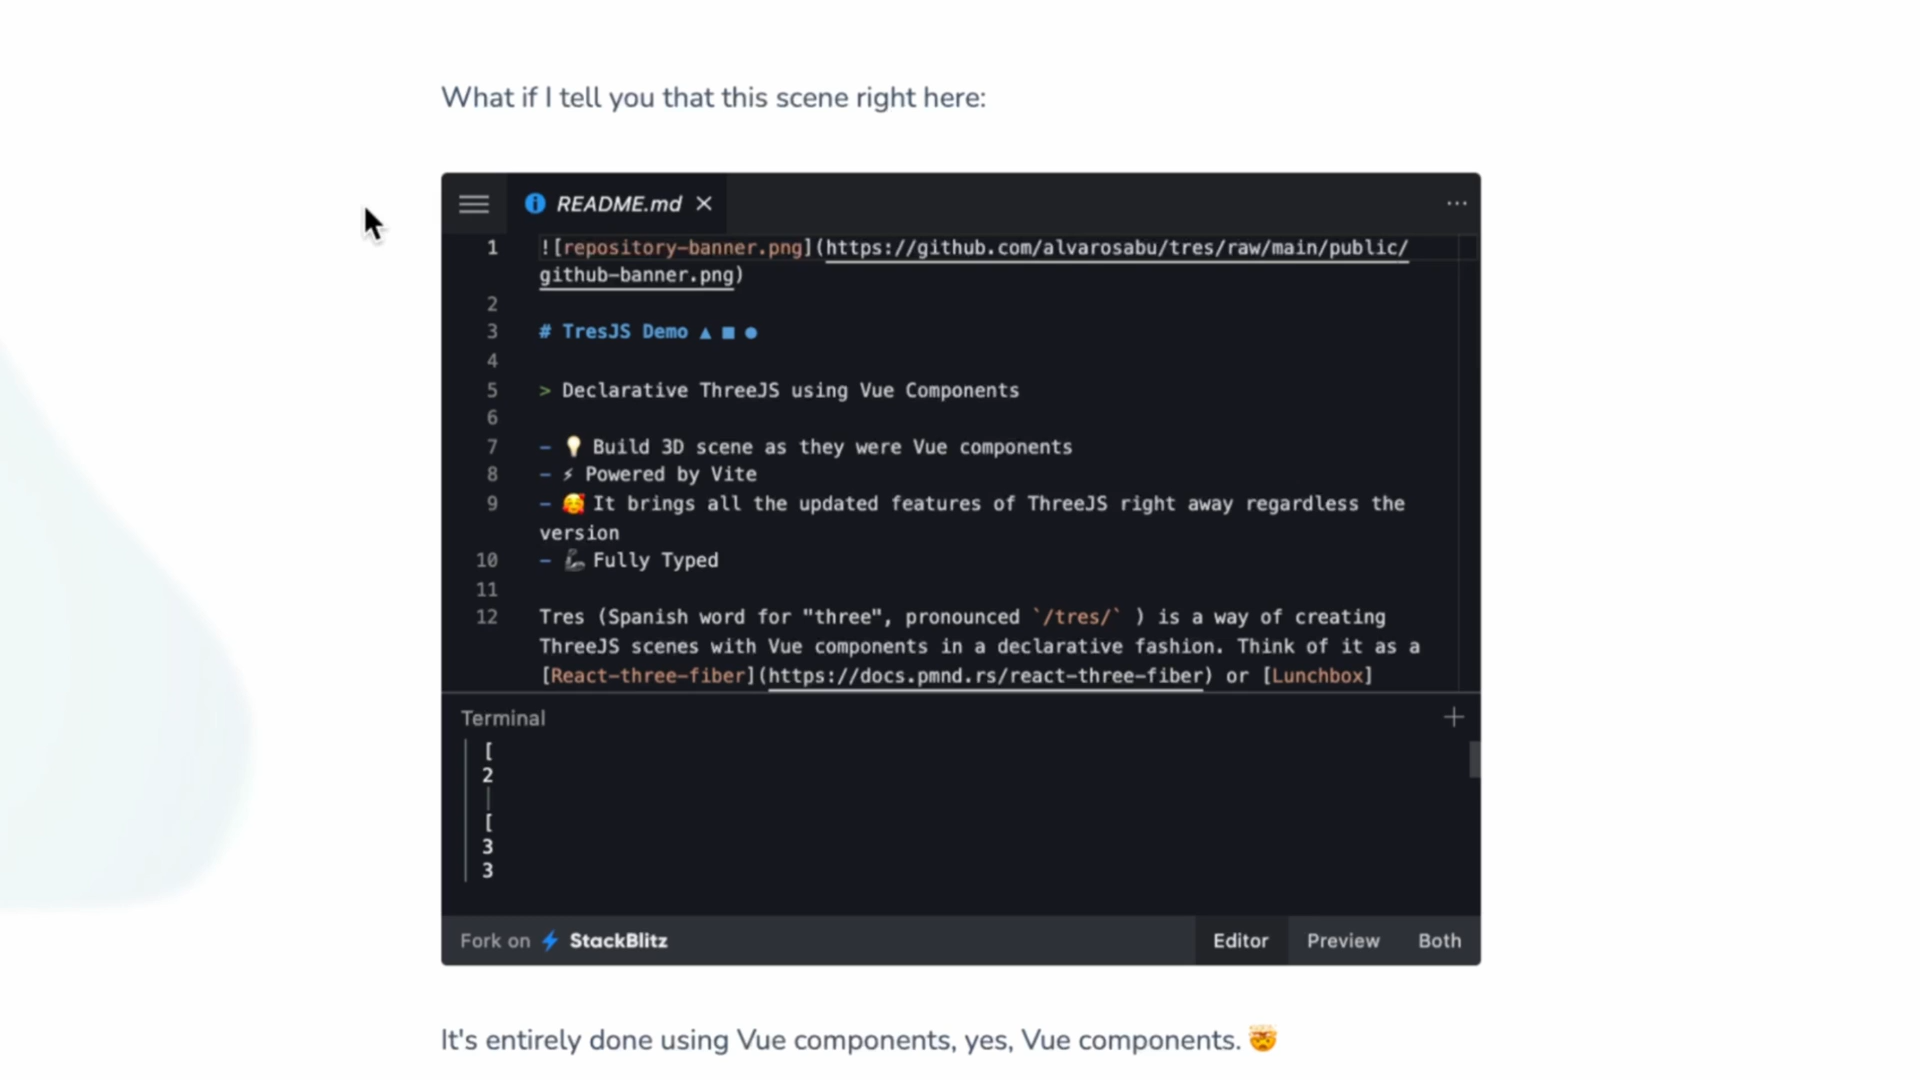 What if I tell you that this scene right here:
README.md
1 ![repository-banner.png](https://github.com/alvarosabu/tres/raw/main/public/
github-banner.png)
2
3 # TresJS Demo ▲ ■ ●
4
5 > Declarative ThreeJS using Vue Components
6
7 - 💡 Build 3D scene as they were Vue components
8 - ⚡ Powered by Vite
9 - 🥰 It brings all the updated features of ThreeJS right away regardless the
version
10 - 🦾 Fully Typed
11
12 Tres (Spanish word for "three", pronounced `/tres/` ) is a way of creating
ThreeJS scenes with Vue components in a declarative fashion. Think of it as a
[React-three-fiber](https://docs.pmnd.rs/react-three-fiber) or [Lunchbox]
Terminal
[
2
[
3
3
Fork on ⚡ StackBlitz Editor Preview Both
It's entirely done using Vue components, yes, Vue components. 🤯